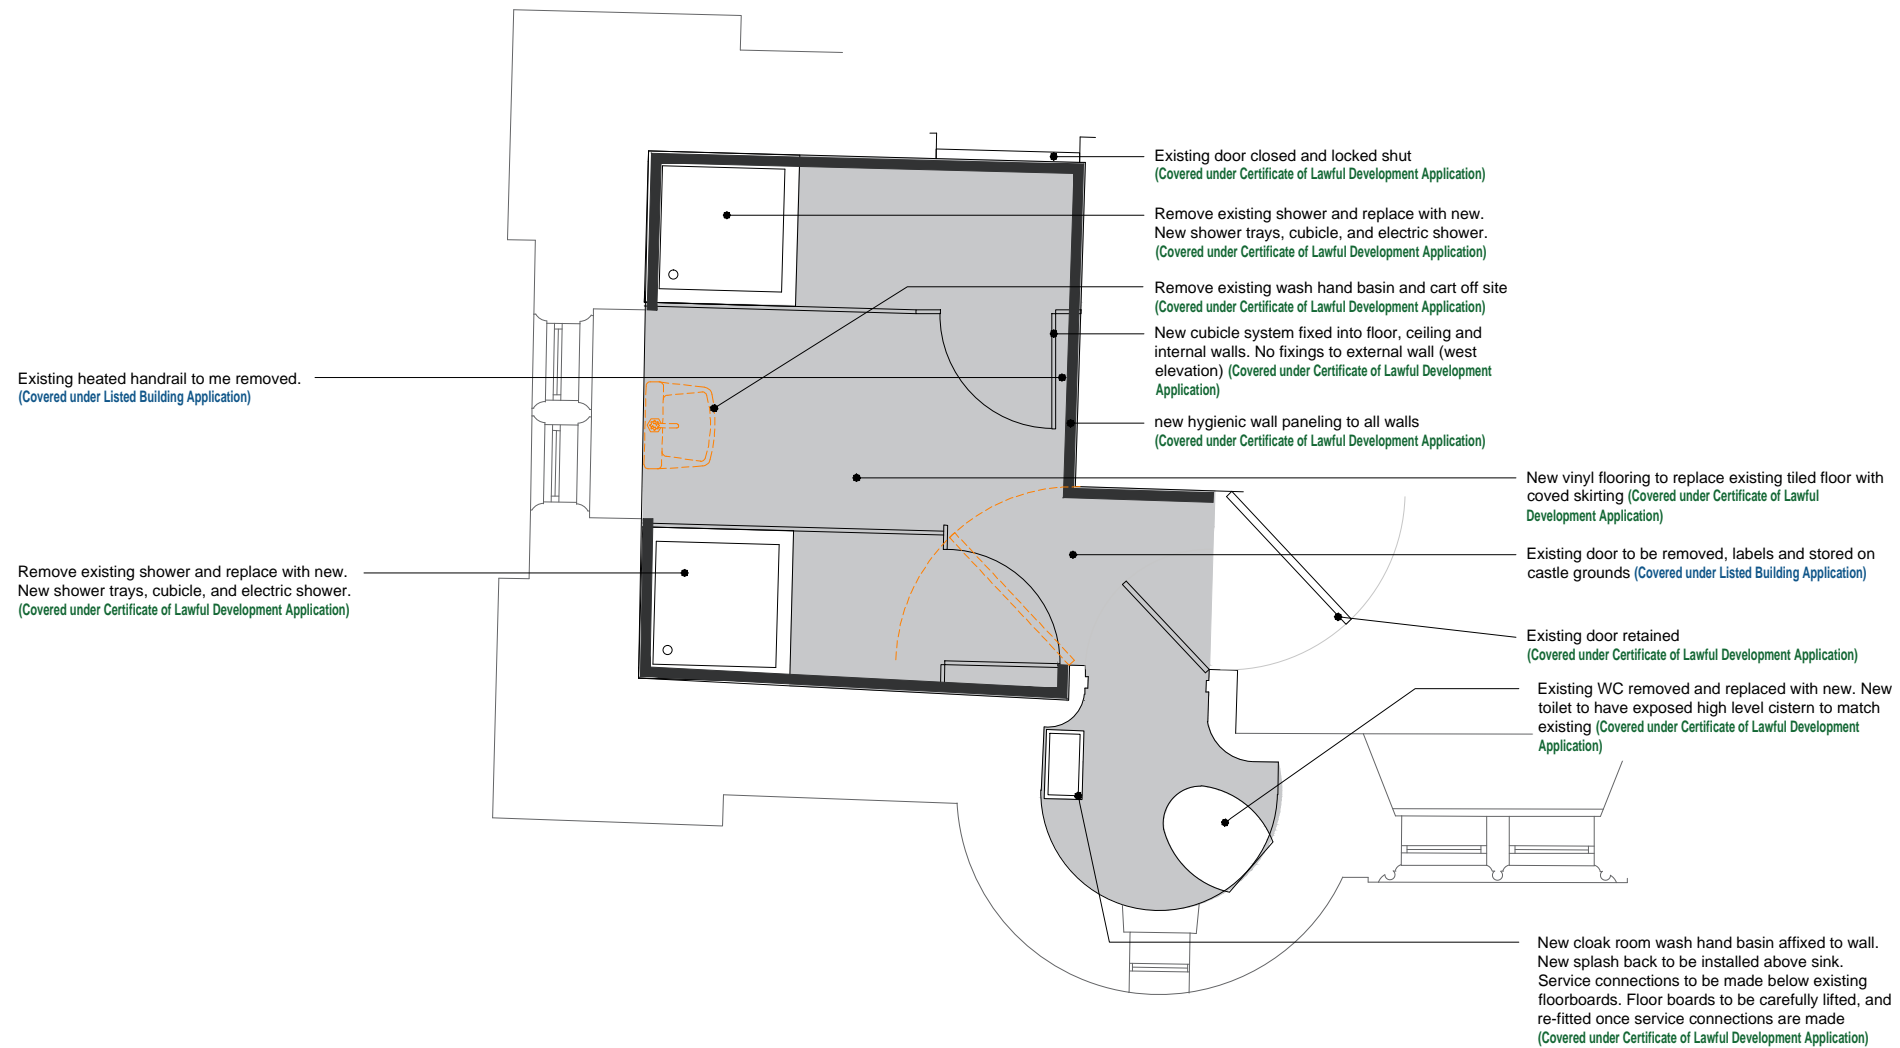 Existing door closed and locked shut
(Covered under Certificate of Lawful Development Application)
Remove existing shower and replace with new.
New shower trays, cubicle, and electric shower.
(Covered under Certificate of Lawful Development Application)
Remove existing wash hand basin and cart off site
(Covered under Certificate of Lawful Development Application)
New cubicle system fixed into floor, ceiling and
internal walls. No fixings to external wall (west
elevation) (Covered under Certificate of Lawful Development
Application)
Existing heated handrail to me removed.
(Covered under Listed Building Application)
new hygienic wall paneling to all walls
(Covered under Certificate of Lawful Development Application)
New vinyl flooring to replace existing tiled floor with
coved skirting (Covered under Certificate of Lawful
Development Application)
Existing door to be removed, labels and stored on
castle grounds (Covered under Listed Building Application)
Remove existing shower and replace with new.
New shower trays, cubicle, and electric shower.
(Covered under Certificate of Lawful Development Application)
Existing door retained
(Covered under Certificate of Lawful Development Application)
Existing WC removed and replaced with new. New
toilet to have exposed high level cistern to match
existing (Covered under Certificate of Lawful Development
Application)
New cloak room wash hand basin affixed to wall.
New splash back to be installed above sink.
Service connections to be made below existing
floorboards. Floor boards to be carefully lifted, and
re-fitted once service connections are made
(Covered under Certificate of Lawful Development Application)